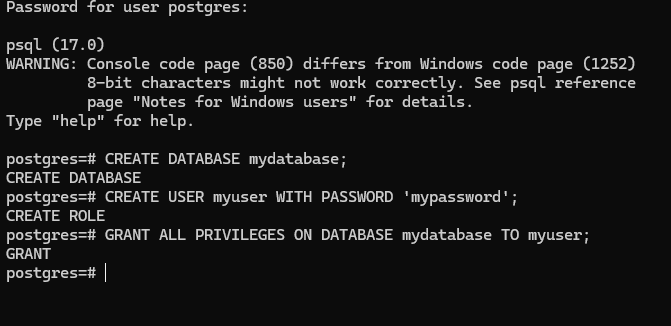 Password for user postgres:
psql (17.0)
WARNING: Console code page (850) differs from Windows code page (1252)
8-bit characters might not work correctly. See psql reference
page "Notes for Windows users" for details.
Type "help" for help.
postgres=# CREATE DATABASE mydatabase;
CREATE DATABASE
postgres=# CREATE USER myuser WITH PASSWORD 'mypassword';
CREATE ROLE
postgres=# GRANT ALL PRIVILEGES ON DATABASE mydatabase TO myuser;
GRANT
postgres=#